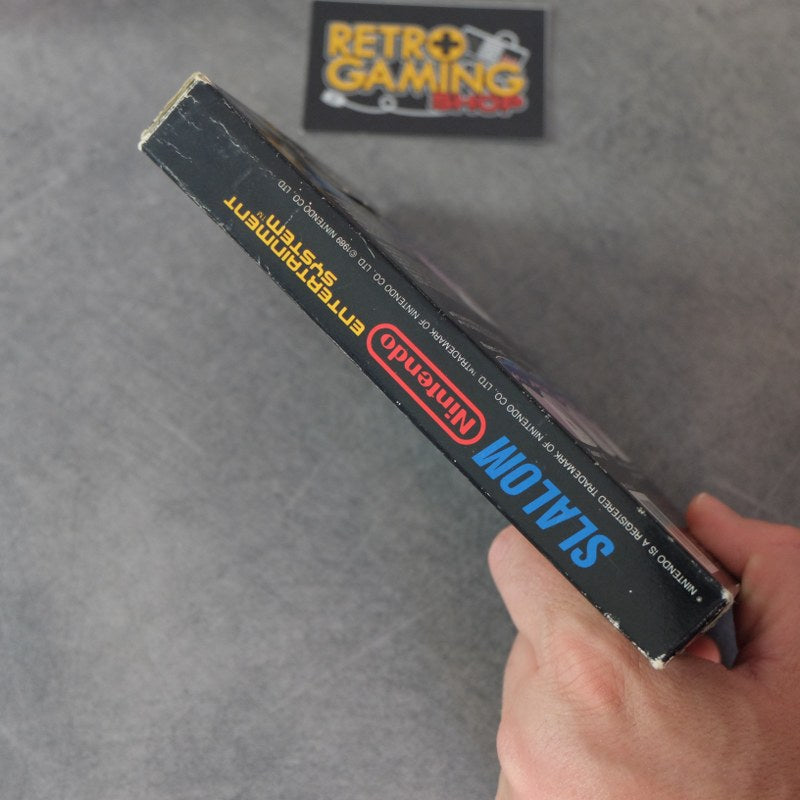 RETRO
GAMING
SHOP
SLALOM
Nintendo
ENTERTAINMENT
SYSTEM™
* NINTENDO IS A REGISTERED TRADEMARK OF NINTENDO CO., LTD. ™TRADEMARK OF NINTENDO CO., LTD. ©1989 NINTENDO CO., LTD.